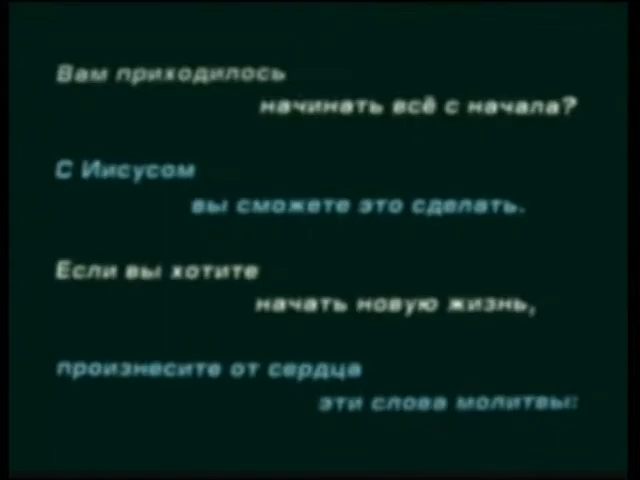 Вам приходилось
начинать всё с начала?
С Иисусом
вы сможете это сделать.
Если вы хотите
начать новую жизнь,
произнесите от сердца
эти слова молитвы: